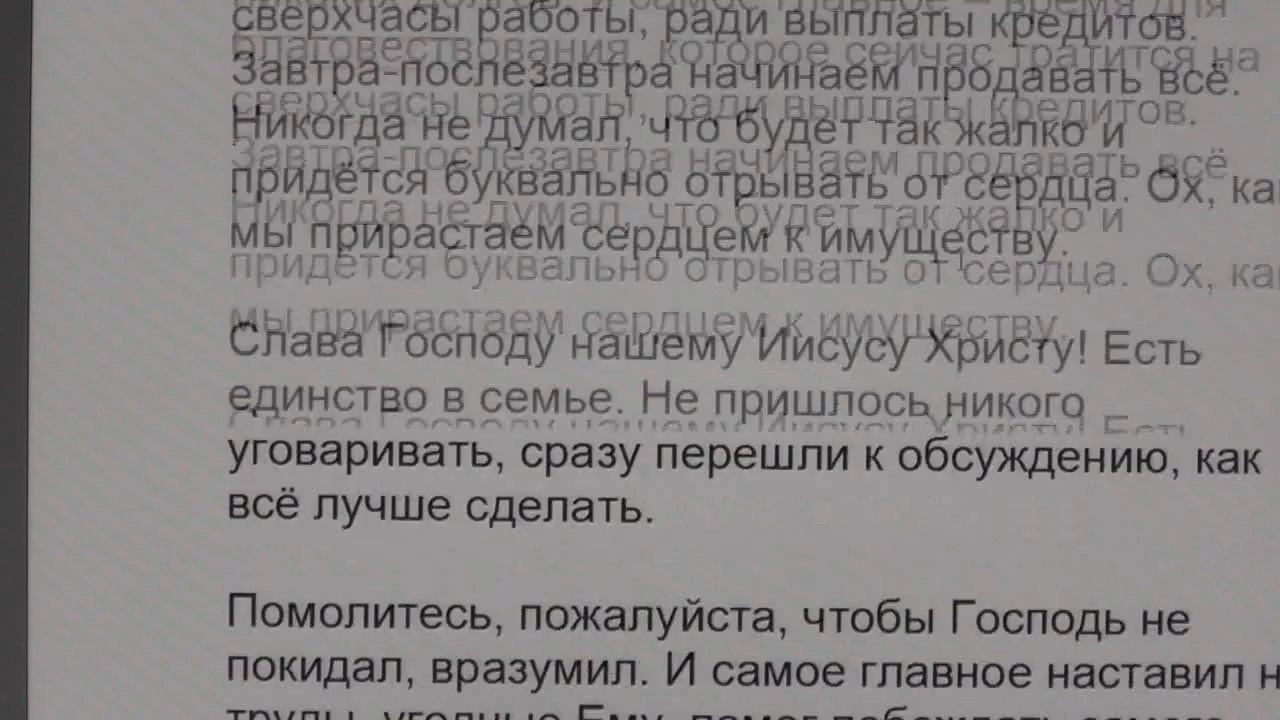 сверхчасы работы, ради выплаты кредитов.
Завтра-послезавтра начинаем продавать всё.
Никогда не думал, что будет так жалко и
придётся буквально отрывать от сердца. Ох,
мы прирастаем сердцем к имуществу.
Слава Господу нашему Иисусу Христу! Есть
единство в семье. Не пришлось никого
уговаривать, сразу перешли к обсуждению, как
всё лучше сделать.
Помолитесь, пожалуйста, чтобы Господь не
покидал, вразумил. И самое главное наставил